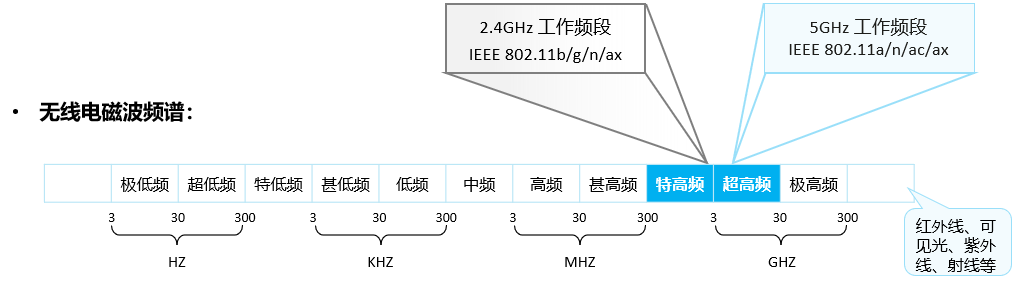 2.4GHz 工作频段
IEEE 802.11b/g/n/ax
5GHz 工作频段
IEEE 802.11a/n/ac/ax
• 无线电磁波频谱：
极低频 超低频 特低频 甚低频 低频 中频 高频 甚高频 特高频 超高频 极高频
3 30 300 3 30 300 3 30 300 3 30 300
HZ KHZ MHZ GHZ
红外线、可
见光、紫外
线、射线等